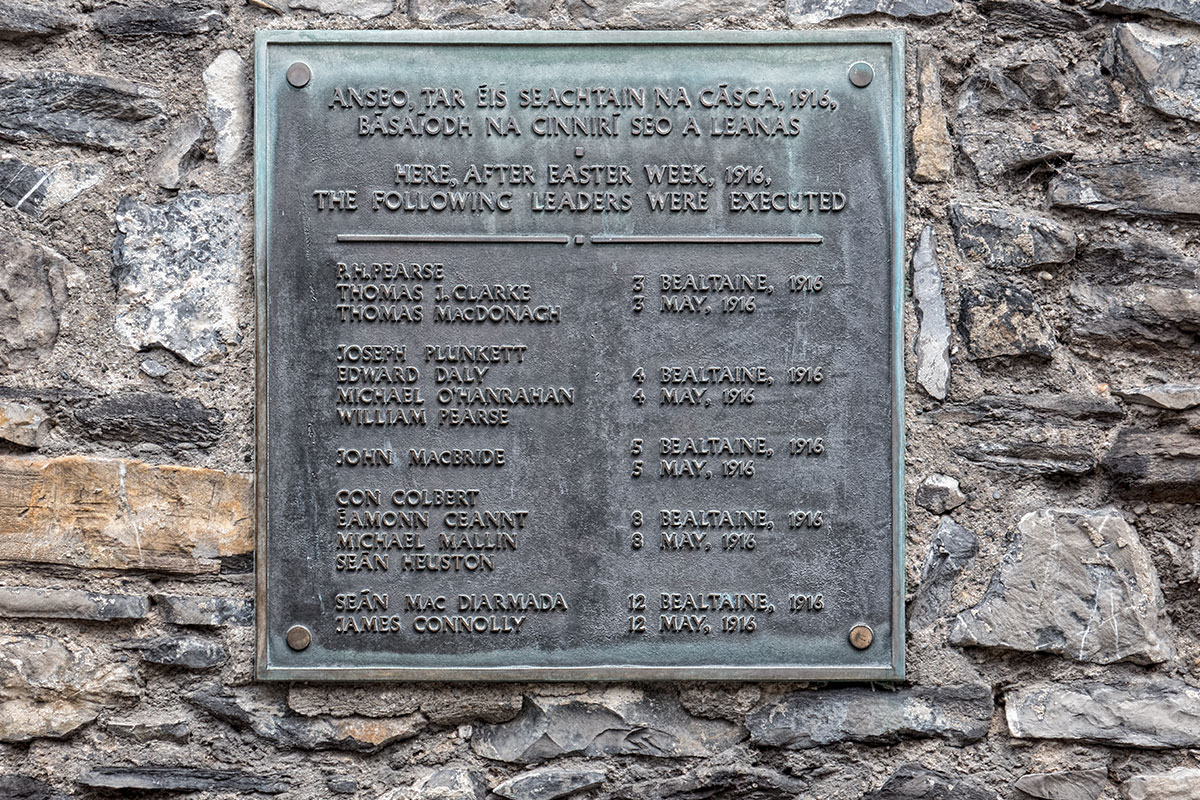 ANSEO, TAR ÉIS SEACHTAIN NA CÁSCA, 1916,
BÁSAÍODH NA CINNIRÍ SEO A LEANAS
HERE, AFTER EASTER WEEK, 1916,
THE FOLLOWING LEADERS WERE EXECUTED
P.H. PEARSE
THOMAS J. CLARKE
THOMAS MACDONAGH
3 BEALTAINE, 1916
3 MAY, 1916
JOSEPH PLUNKETT
EDWARD DALY
MICHAEL O'HANRAHAN
WILLIAM PEARSE
4 BEALTAINE, 1916
4 MAY, 1916
JOHN MACBRIDE
5 BEALTAINE, 1916
5 MAY, 1916
CON COLBERT
ÉAMONN CEANNT
MICHAEL MALLIN
SEÁN HEUSTON
8 BEALTAINE, 1916
8 MAY, 1916
SEÁN MAC DIARMADA
JAMES CONNOLLY
12 BEALTAINE, 1916
12 MAY, 1916